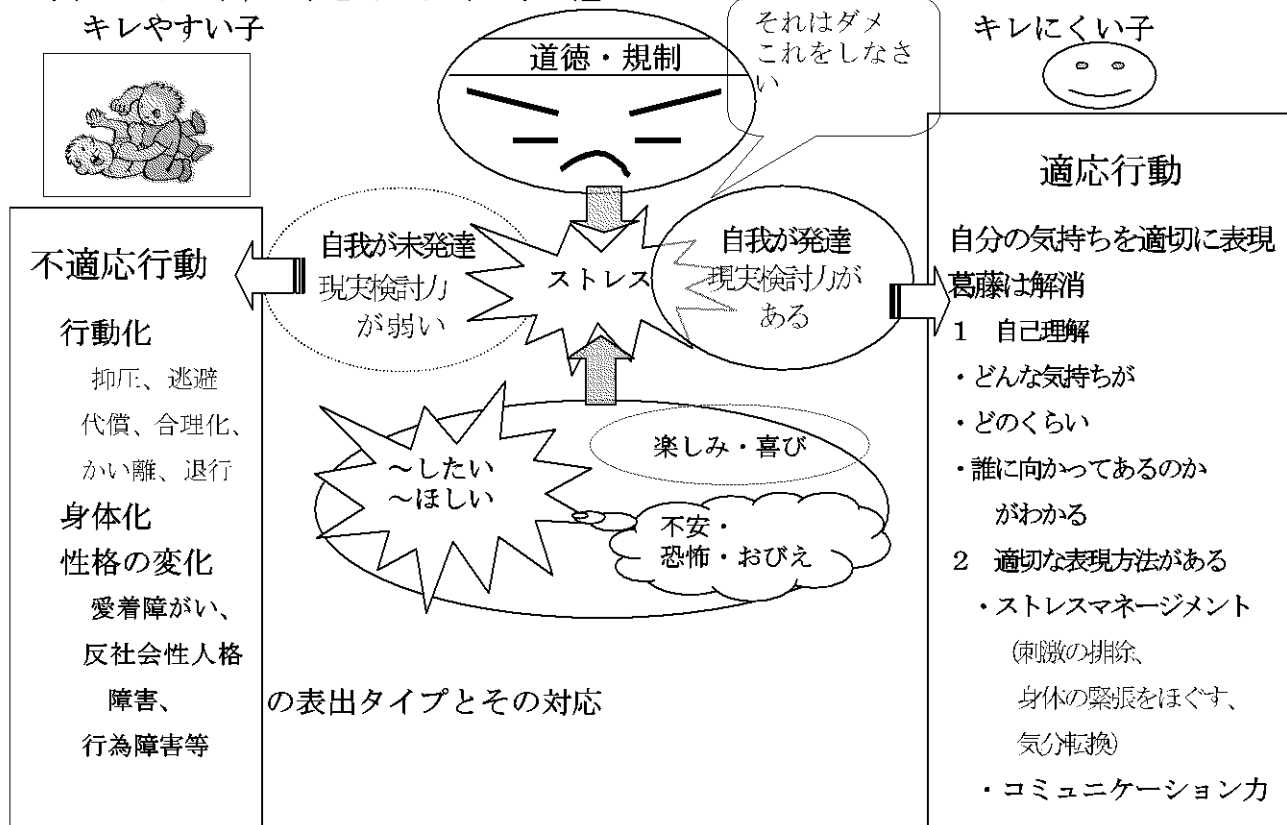 キレやすい子
道徳・規制
それはダメ
これをしなさ
い
キレにくい子
不適応行動
行動化
抑圧、逃避
代償、合理化、
かい離、退行
身体化
性格の変化
愛着障がい、
反社会性人格
障害、
行為障害等
自我が未発達
現実検討力
が弱い
ストレス
自我が発達
現実検討力が
ある
~したい
~ほしい
楽しみ・喜び
不安・
恐怖・おびえ
の表出タイプとその対応
適応行動
自分の気持ちを適切に表現
葛藤は解消
1 自己理解
・どんな気持ちが
・どのくらい
・誰に向かってあるのか
がわかる
2 適切な表現方法がある
・ストレスマネージメント
(刺激の排除、
身体の緊張をほぐす、
気分転換)
・コミュニケーション力